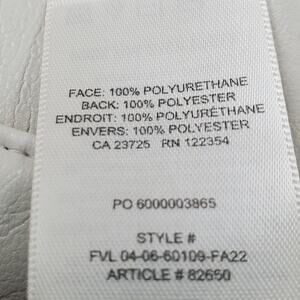 FACE: 100% POLYURETHANE
BACK: 100% POLYESTER
ENDROIT: 100% POLYURÉTHANE
ENVERS: 100% POLYESTER
CA 23725 RN 122354
PO 6000003865
STYLE #
FVL 04-06-60109-FA22
ARTICLE # 82650